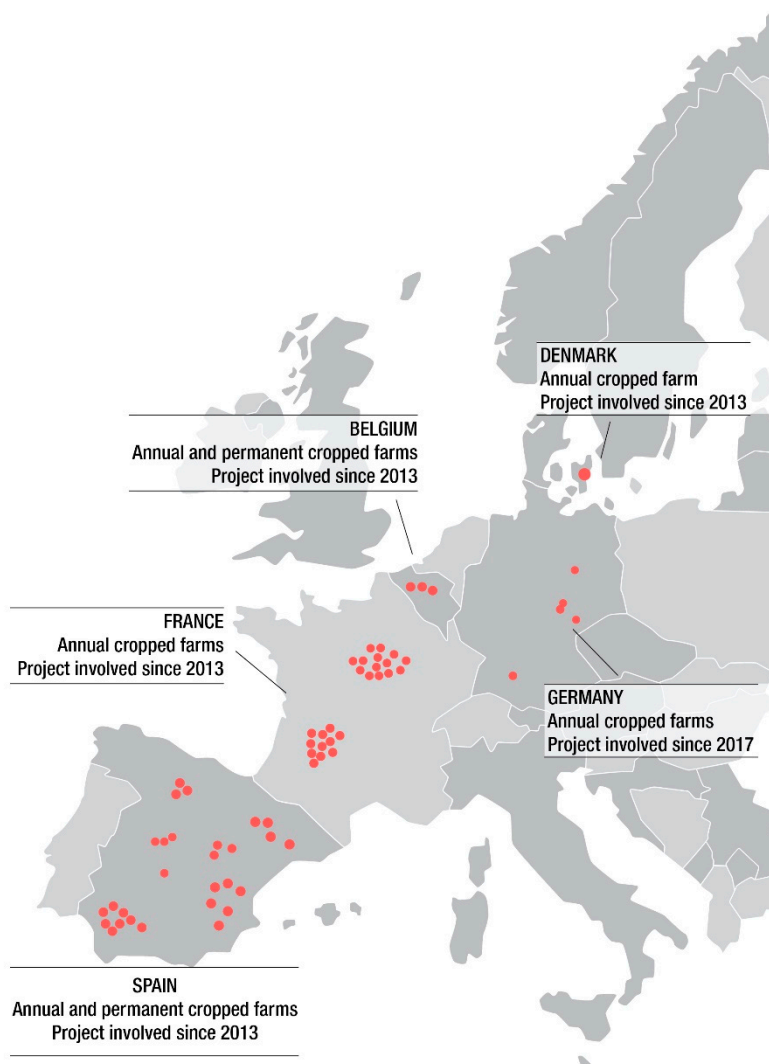 DENMARK
Annual cropped farm
Project involved since 2013
BELGIUM
Annual and permanent cropped farms
Project involved since 2013
FRANCE
Annual cropped farms
Project involved since 2013
GERMANY
Annual cropped farms
Project involved since 2017
SPAIN
Annual and permanent cropped farms
Project involved since 2013